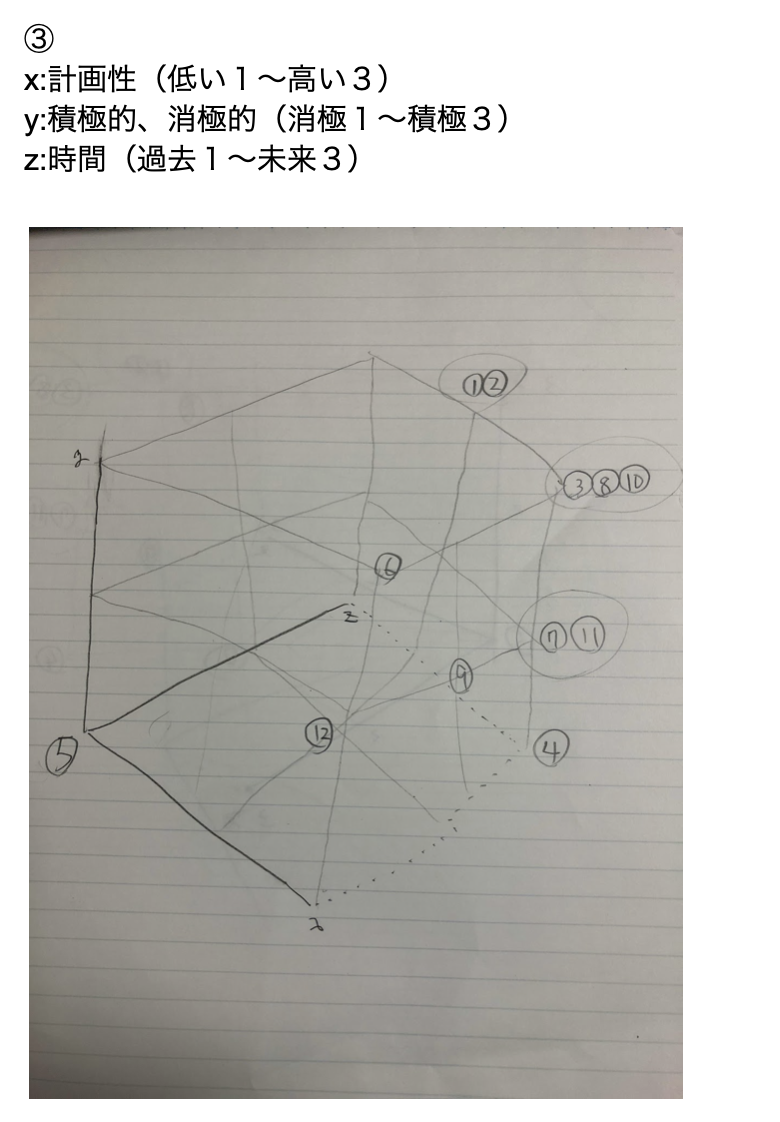 ③
x:計画性（低い１〜高い３）
y:積極的、消極的（消極１〜積極３）
z:時間（過去１〜未来３）
①②
y
③⑧⑩
⑥
z
⑦⑪
⑨
⑫
⑤
④